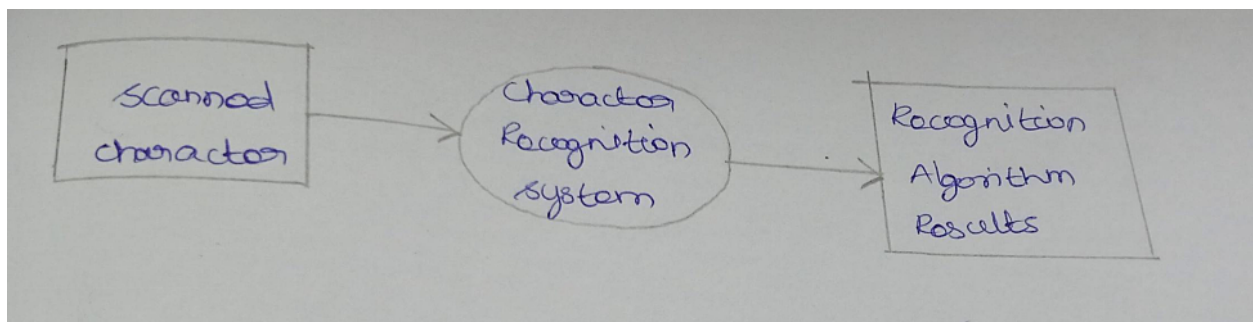 scanned
character
Character
Recognition
system
Recognition
Algorithm
Results